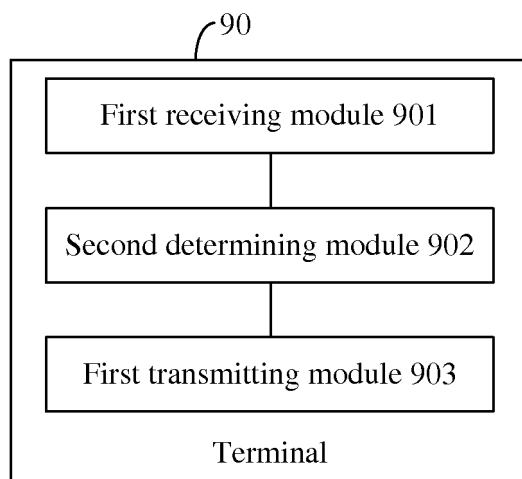 90
First receiving module 901
Second determining module 902
First transmitting module 903
Terminal